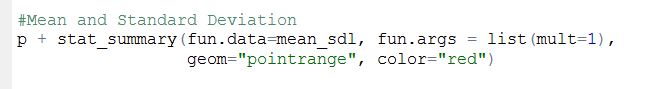 #Mean and Standard Deviation
p + stat_summary(fun.data=mean_sdl, fun.args = list(mult=1),
                 geom="pointrange", color="red")